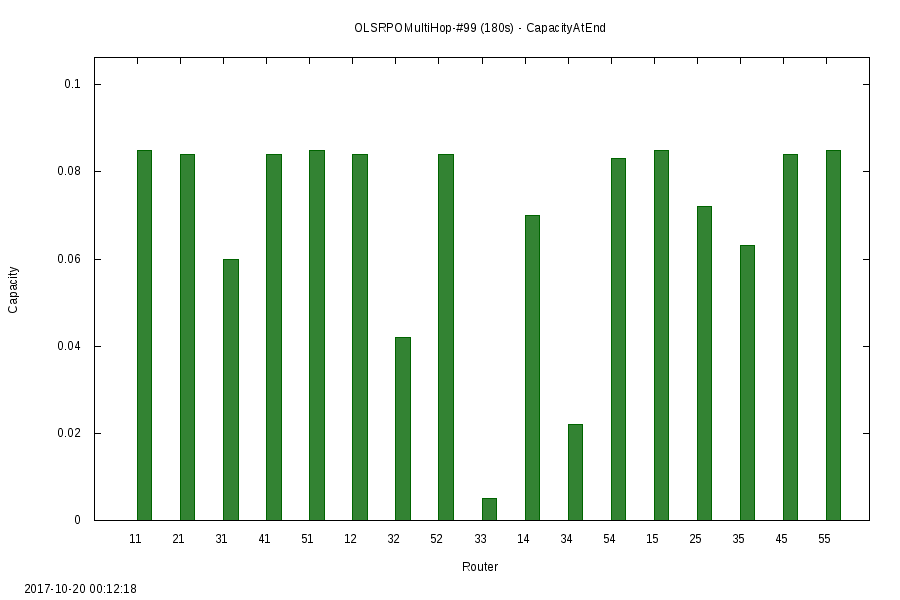 OLSRPOMultiHop-#99 (180s) - CapacityAtEnd
0.1
0.08
0.06
0.04
0.02
0
Capacity
11 21 31 41 51 12 32 52 33 14 34 54 15 25 35 45 55
Router
2017-10-20 00:12:18